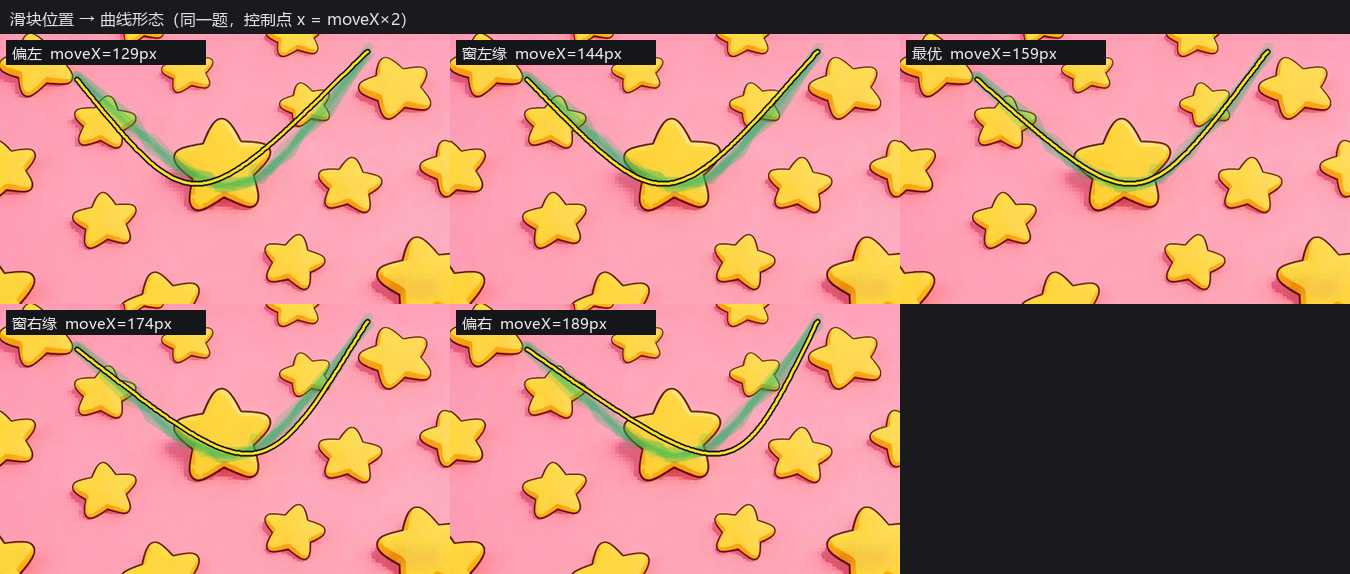 滑块位置 → 曲线形态（同一题，控制点 x = moveX×2）
偏左 moveX=129px
窗左缘 moveX=144px
最优 moveX=159px
窗右缘 moveX=174px
偏右 moveX=189px